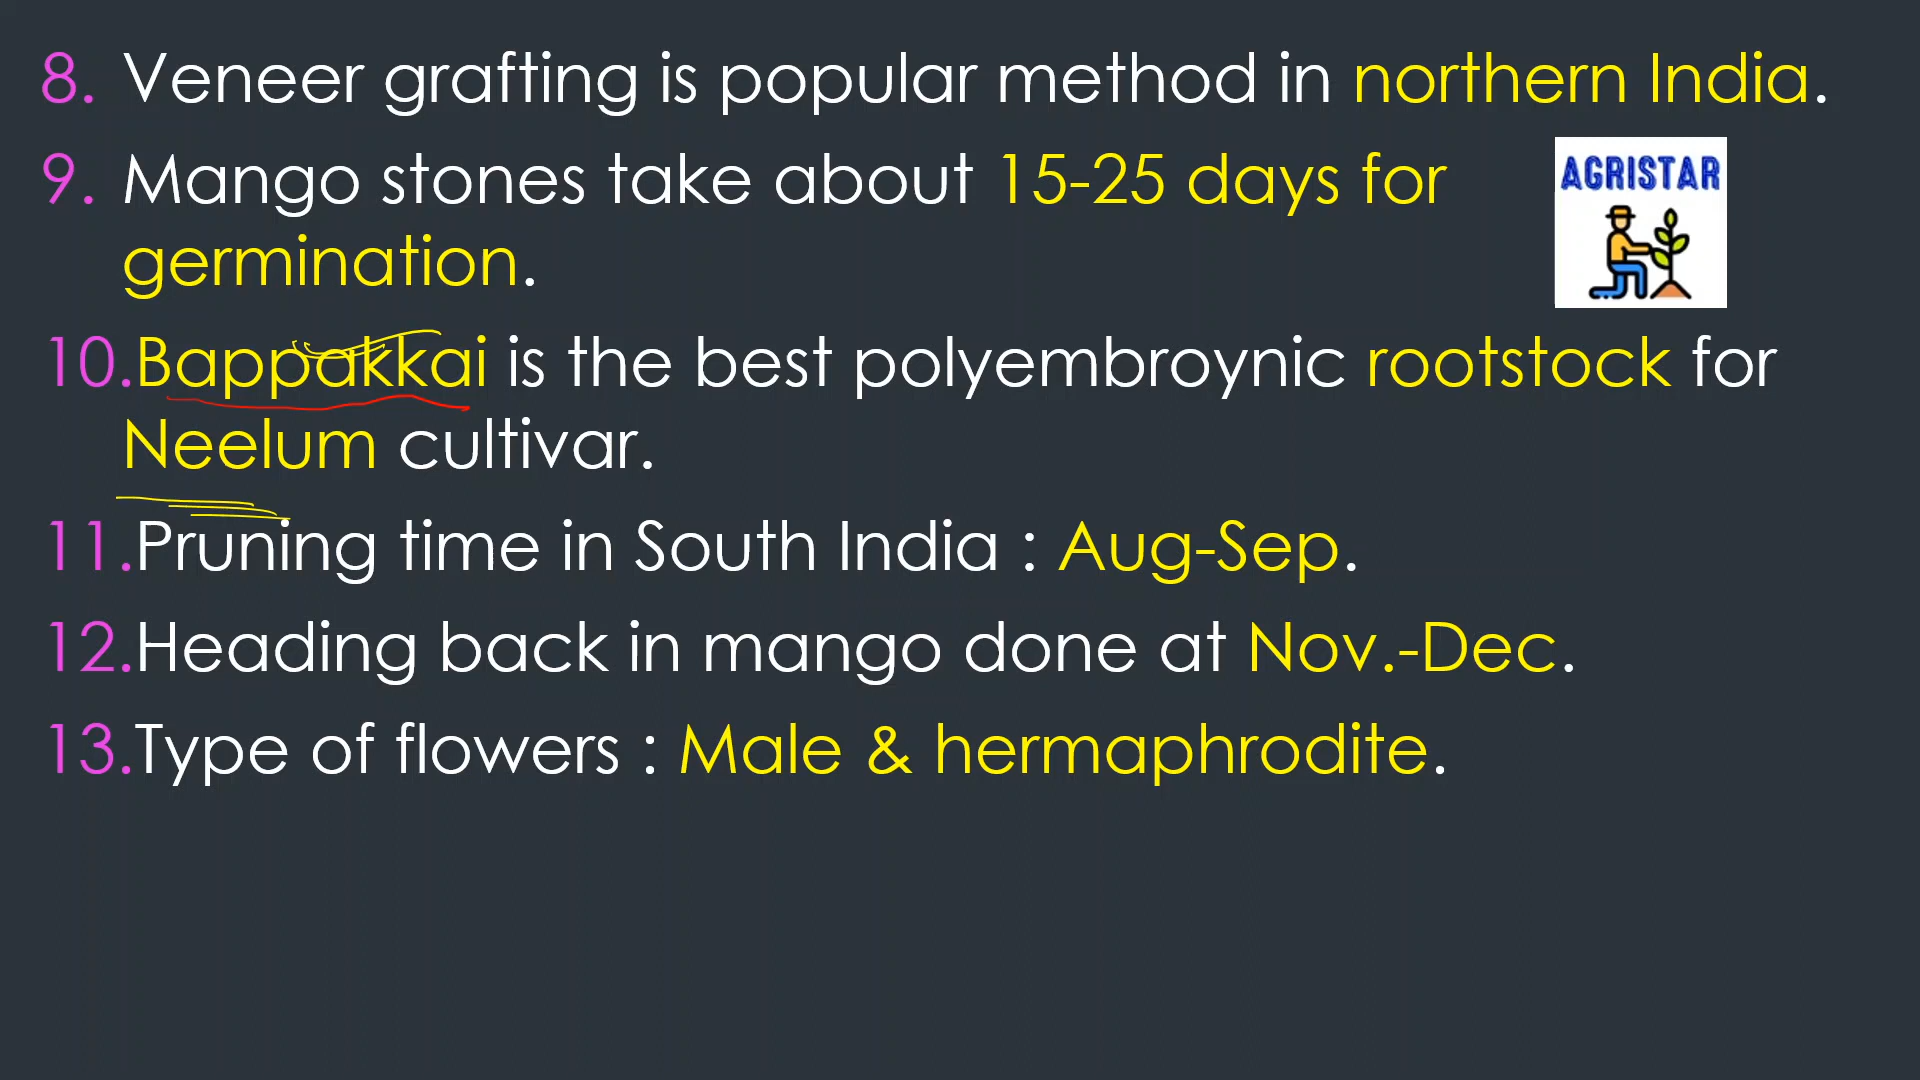 8. Veneer grafting is popular method in northern India.
9. Mango stones take about 15-25 days for
germination.
AGRISTAR
10.Bappakkai is the best polyembroynic rootstock for
Neelum cultivar.
11.Pruning time in South India : Aug-Sep.
12.Heading back in mango done at Nov.-Dec.
13.Type of flowers : Male & hermaphrodite.